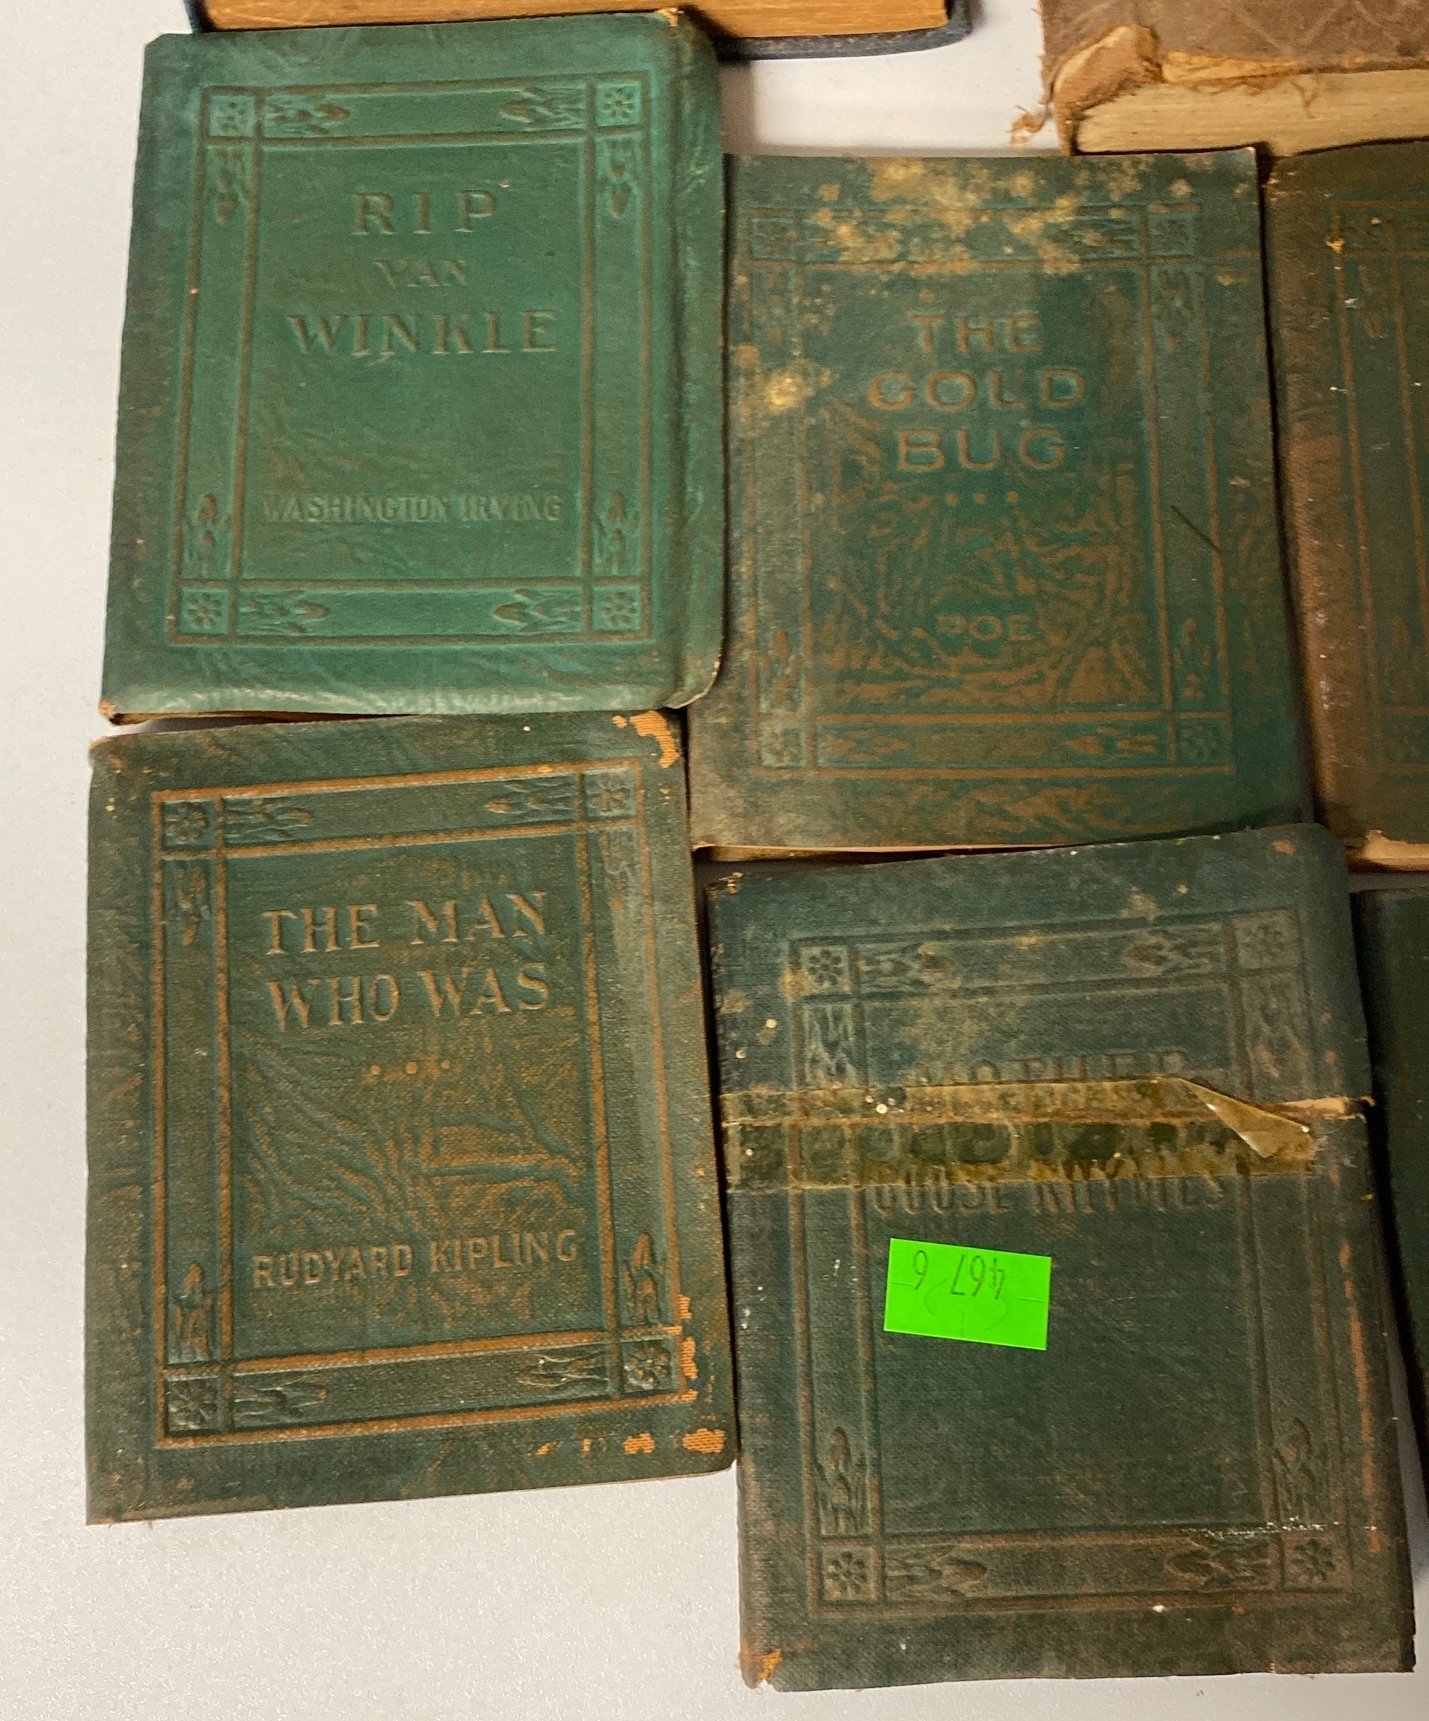 RIP
VAN
WINKLE
WASHINGTON IRVING
THE
GOLD
BUG
POE
THE MAN
WHO WAS
RUDYARD KIPLING
MOTHER
GOOSE RHYMES
467 6